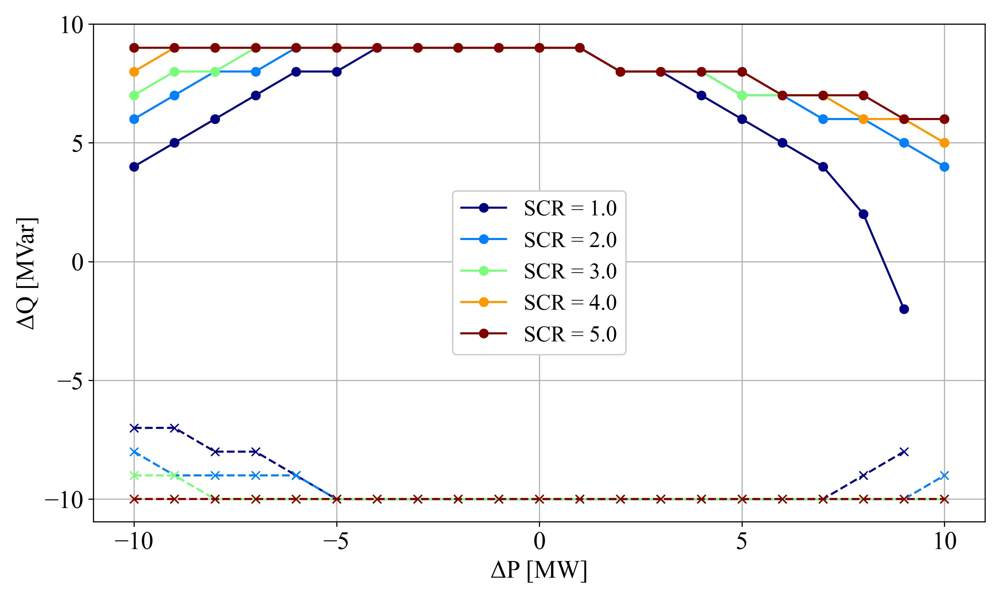 10
5
0
−5
−10
ΔQ [MVar]
SCR = 1.0
SCR = 2.0
SCR = 3.0
SCR = 4.0
SCR = 5.0
−10 −5 0 5 10
ΔP [MW]